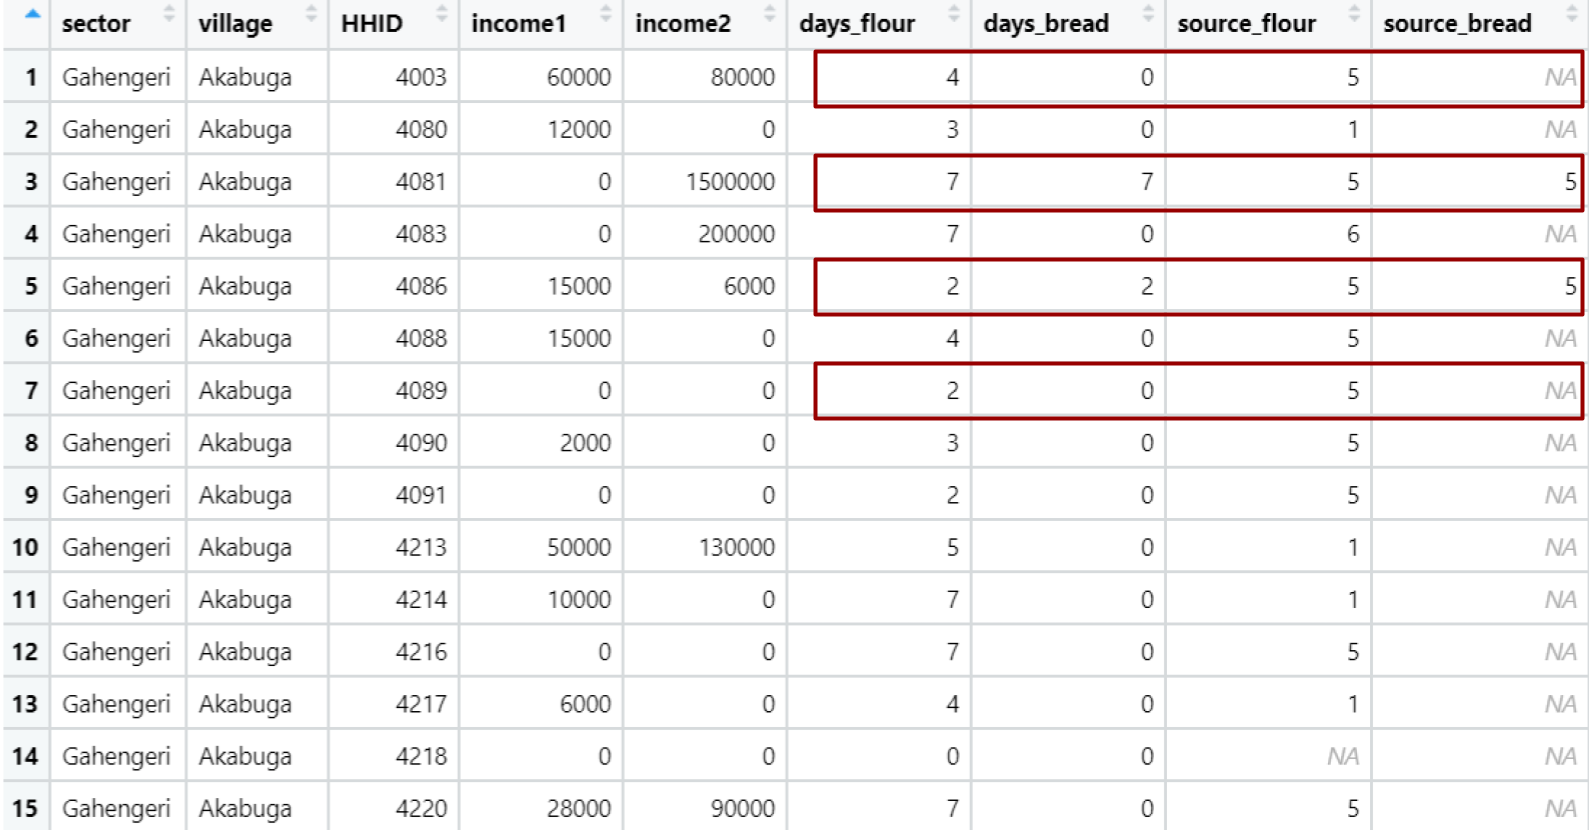 sector village HHID income1 income2 days_flour days_bread source_flour source_bread
1 Gahengeri Akabuga 4003 60000 80000 4 0 5 NA
2 Gahengeri Akabuga 4080 12000 0 3 0 1 NA
3 Gahengeri Akabuga 4081 0 1500000 7 7 5 5
4 Gahengeri Akabuga 4083 0 200000 7 0 6 NA
5 Gahengeri Akabuga 4086 15000 6000 2 2 5 5
6 Gahengeri Akabuga 4088 15000 0 4 0 5 NA
7 Gahengeri Akabuga 4089 0 0 2 0 5 NA
8 Gahengeri Akabuga 4090 2000 0 3 0 5 NA
9 Gahengeri Akabuga 4091 0 0 2 0 5 NA
10 Gahengeri Akabuga 4213 50000 130000 5 0 1 NA
11 Gahengeri Akabuga 4214 10000 0 7 0 1 NA
12 Gahengeri Akabuga 4216 0 0 7 0 5 NA
13 Gahengeri Akabuga 4217 6000 0 4 0 1 NA
14 Gahengeri Akabuga 4218 0 0 0 0 NA NA
15 Gahengeri Akabuga 4220 28000 90000 7 0 5 NA